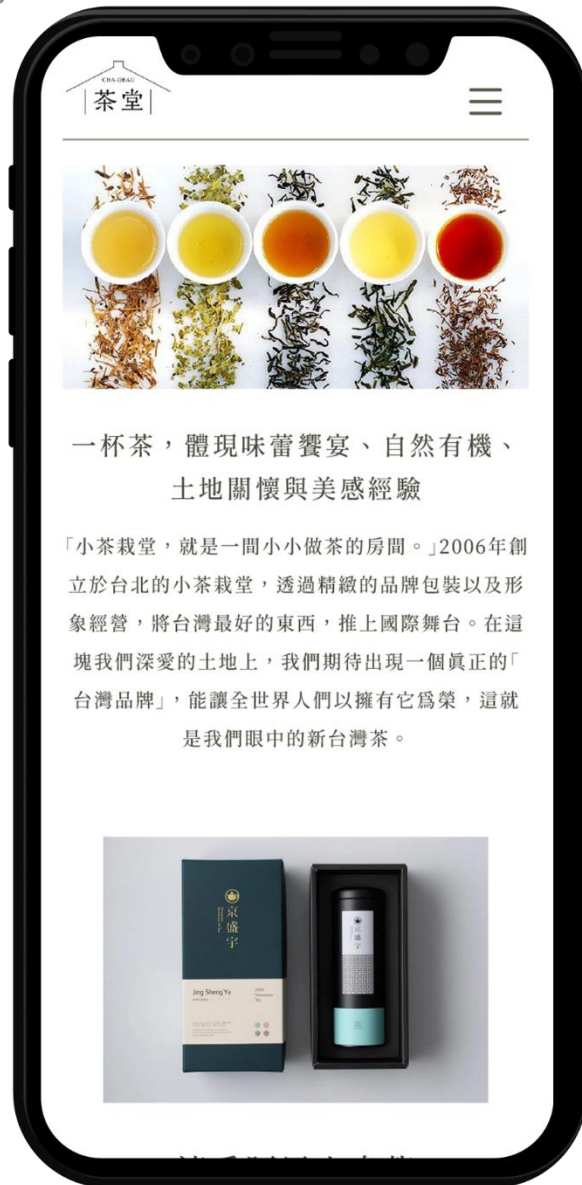 CHA-DEAU
茶堂
一杯茶，體現味蕾饗宴、自然有機、
土地關懷與美感經驗
「小茶栽堂，就是一間小小做茶的房間。」2006年創
立於台北的小茶栽堂，透過精緻的品牌包裝以及形
象經營，將台灣最好的東西，推上國際舞台。在這
塊我們深愛的土地上，我們期待出現一個真正的「
台灣品牌」，能讓全世界人們以擁有它為榮，這就
是我們眼中的新台灣茶。
京盛宇
Jing Sheng Yu
京盛宇
茶